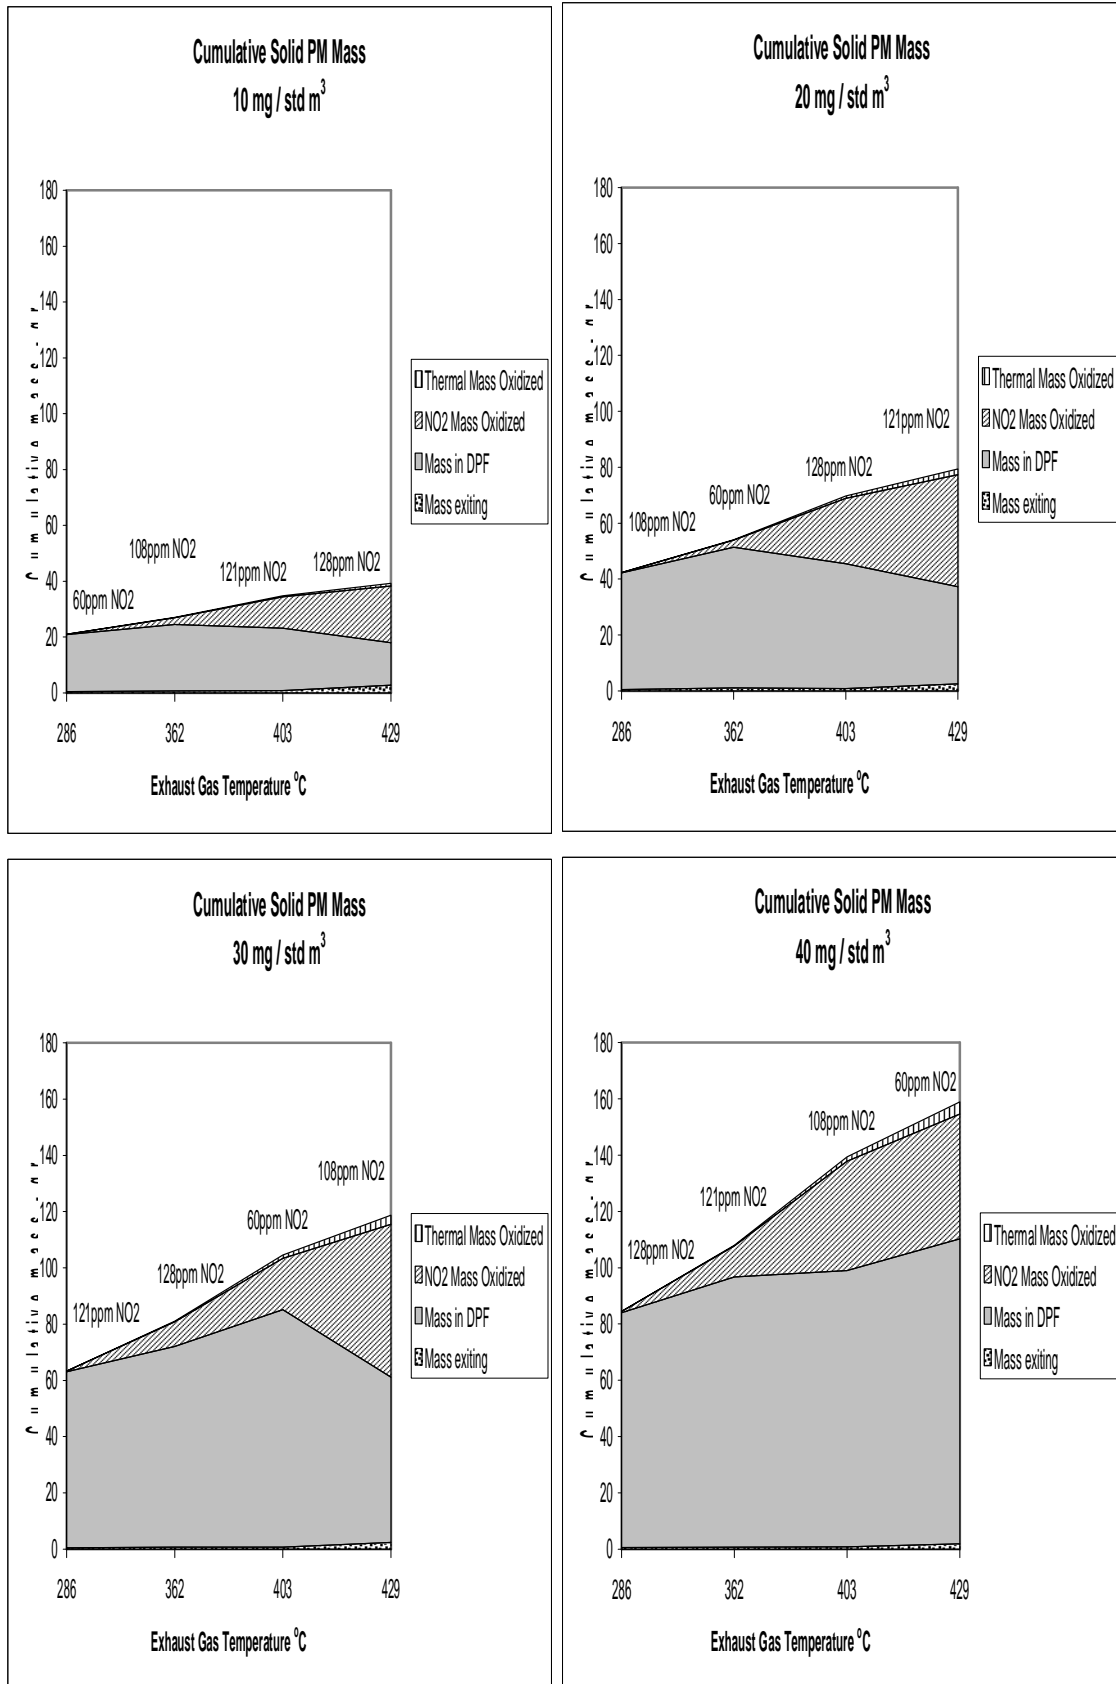 Cumulative Solid PM Mass
10 mg / std m³
180
160
140
120
100
80
60
40
20
0
60ppm NO2
108ppm NO2
121ppm NO2
128ppm NO2
286
362
403
429
Exhaust Gas Temperature ⁰C
Thermal Mass Oxidized
NO2 Mass Oxidized
Mass in DPF
Mass exiting
Cumulative Solid PM Mass
20 mg / std m³
180
160
140
120
100
80
60
40
20
0
108ppm NO2
60ppm NO2
128ppm NO2
121ppm NO2
286
362
403
429
Exhaust Gas Temperature ⁰C
Thermal Mass Oxidized
NO2 Mass Oxidized
Mass in DPF
Mass exiting
Cumulative Solid PM Mass
30 mg / std m³
180
160
140
120
100
80
60
40
20
0
121ppm NO2
128ppm NO2
60ppm NO2
108ppm NO2
286
362
403
429
Exhaust Gas Temperature ⁰C
Thermal Mass Oxidized
NO2 Mass Oxidized
Mass in DPF
Mass exiting
Cumulative Solid PM Mass
40 mg / std m³
180
160
140
120
100
80
60
40
20
0
128ppm NO2
121ppm NO2
108ppm NO2
60ppm NO2
286
362
403
429
Exhaust Gas Temperature ⁰C
Thermal Mass Oxidized
NO2 Mass Oxidized
Mass in DPF
Mass exiting